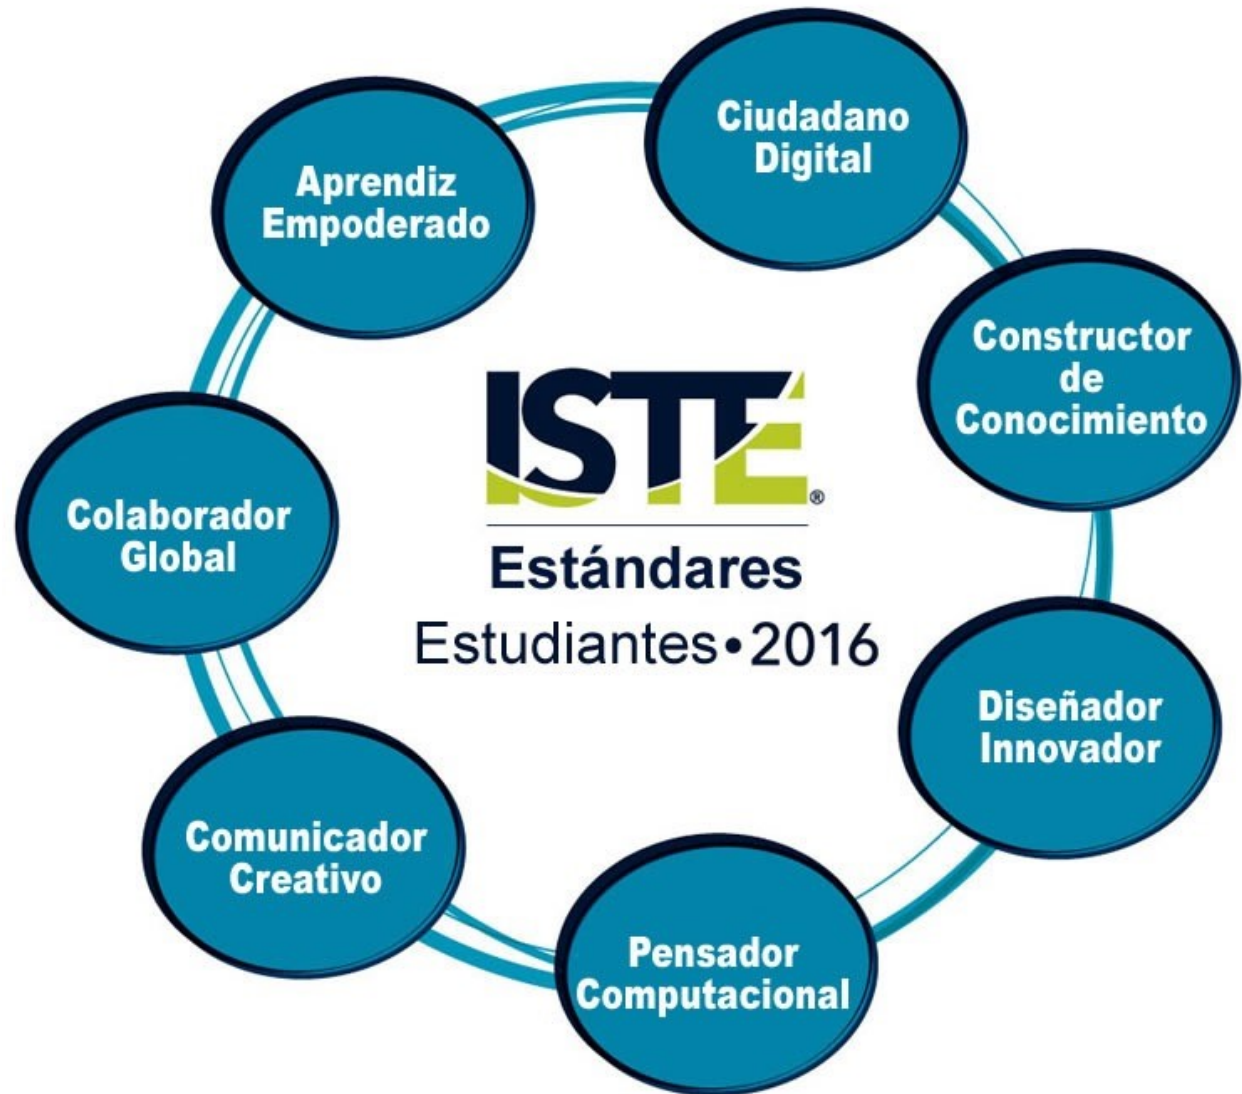 Ciudadano
Digital
Aprendiz
Empoderado
Constructor
de
Conocimiento
ISTE®
Estándares
Estudiantes • 2016
Colaborador
Global
Diseñador
Innovador
Comunicador
Creativo
Pensador
Computacional